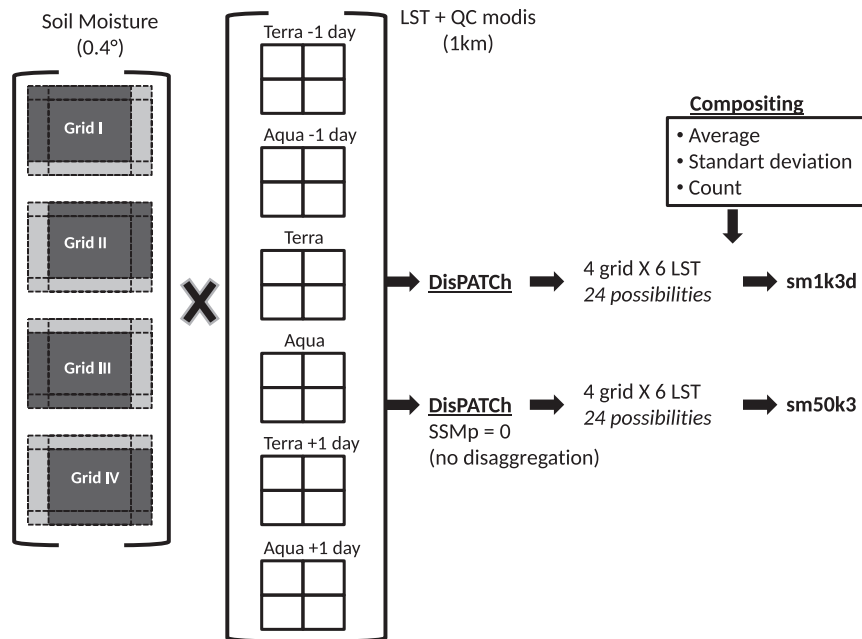 Soil Moisture
(0.4°)
Grid I
Grid II
Grid III
Grid IV
Terra -1 day
Aqua -1 day
Terra
Aqua
Terra +1 day
Aqua +1 day
LST + QC modis
(1km)
Compositing
• Average
• Standart deviation
• Count
DisPATCh
4 grid X 6 LST
24 possibilities
sm1k3d
DisPATCh
SSMp = 0
(no disaggregation)
4 grid X 6 LST
24 possibilities
sm50k3